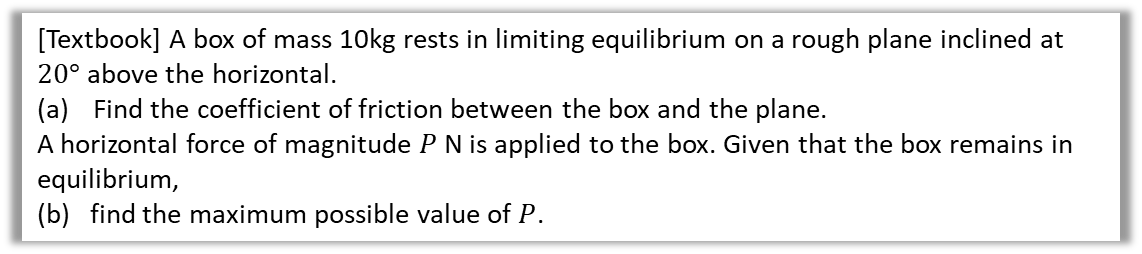 [Textbook] A box of mass 10kg rests in limiting equilibrium on a rough plane inclined at
20° above the horizontal.
(a) Find the coefficient of friction between the box and the plane.
A horizontal force of magnitude P N is applied to the box. Given that the box remains in
equilibrium,
(b) find the maximum possible value of P.